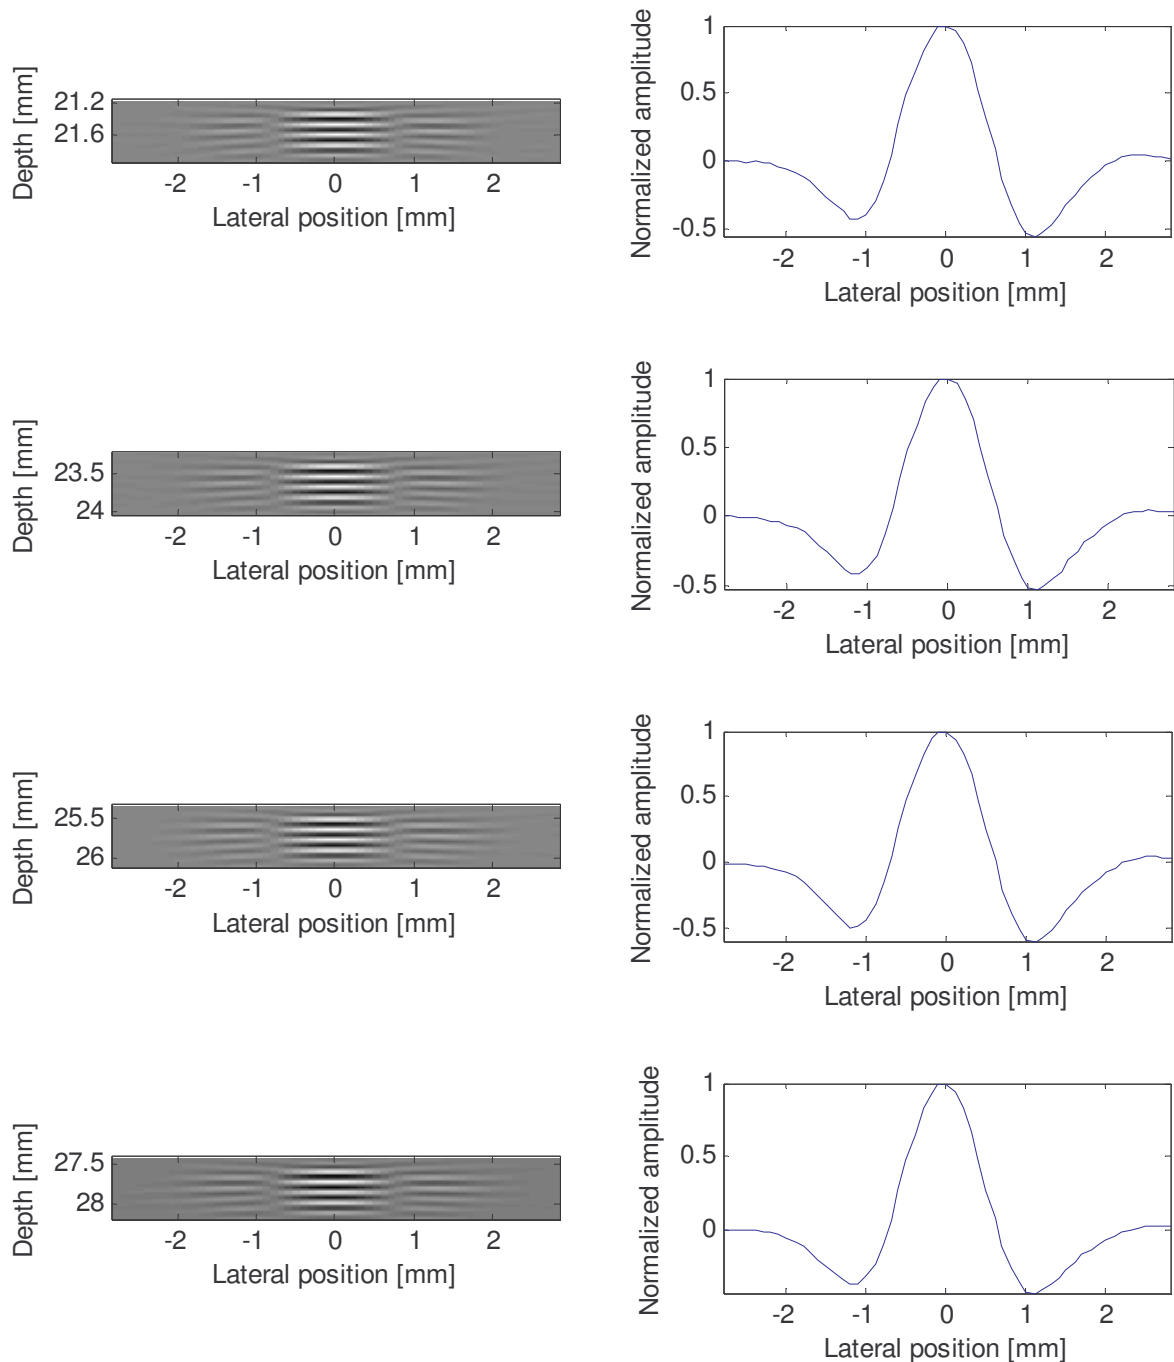 21.2
21.6
Depth [mm]
-2 -1 0 1 2
Lateral position [mm]
1
0.5
0
-0.5
Normalized amplitude
-2 -1 0 1 2
Lateral position [mm]
23.5
24
Depth [mm]
-2 -1 0 1 2
Lateral position [mm]
1
0.5
0
-0.5
Normalized amplitude
-2 -1 0 1 2
Lateral position [mm]
25.5
26
Depth [mm]
-2 -1 0 1 2
Lateral position [mm]
1
0.5
0
-0.5
Normalized amplitude
-2 -1 0 1 2
Lateral position [mm]
27.5
28
Depth [mm]
-2 -1 0 1 2
Lateral position [mm]
1
0.5
0
Normalized amplitude
-2 -1 0 1 2
Lateral position [mm]